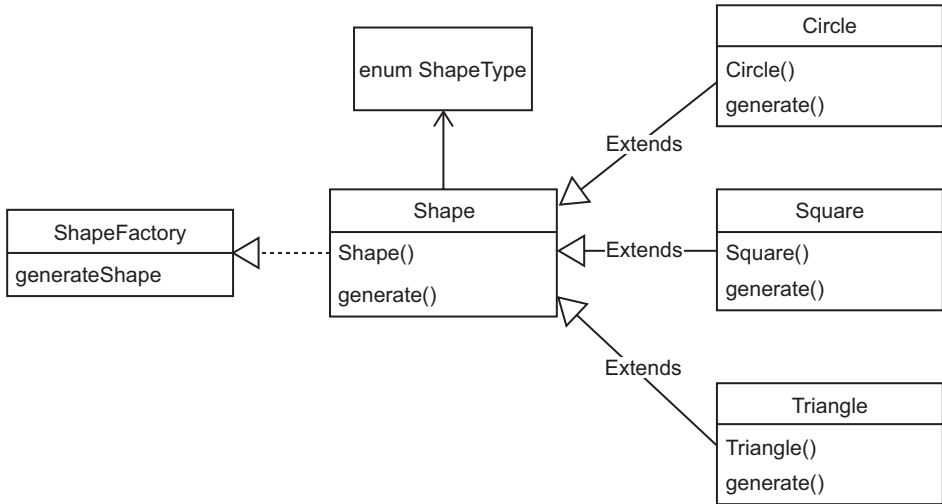 enum ShapeType
ShapeFactory
generateShape
Shape
Shape()
generate()
Extends
Extends
Extends
Circle
Circle()
generate()
Square
Square()
generate()
Triangle
Triangle()
generate()